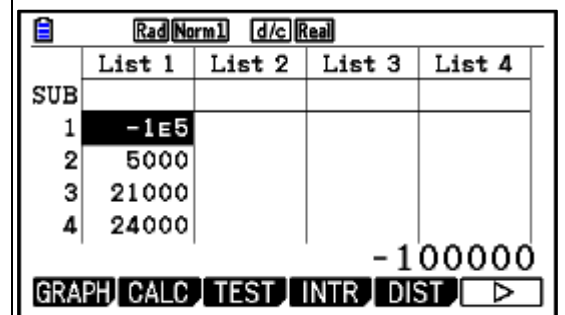 Rad Norm1 d/c Real
List 1 List 2 List 3 List 4
SUB
1 -1E5
2 5000
3 21000
4 24000
-100000
GRAPH CALC TEST INTR DIST ▷